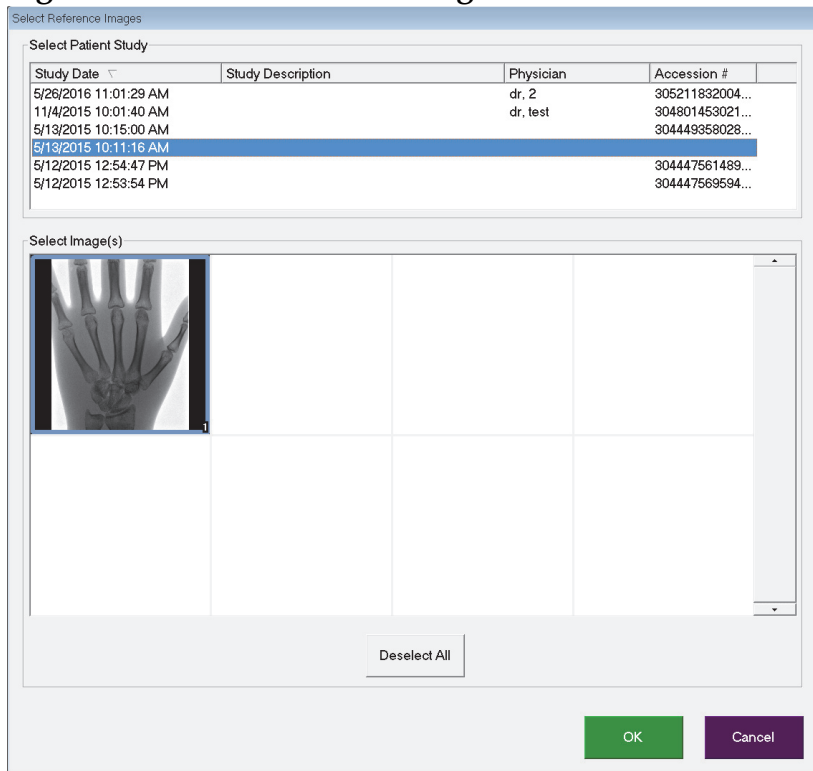 Select Reference Images
Select Patient Study
Study Date Study Description Physician Accession #
5/26/2016 11:01:29 AM dr, 2 305211832004...
11/4/2015 10:01:40 AM dr, test 304801453021...
5/13/2015 10:15:00 AM 304449358028...
5/13/2015 10:11:16 AM
5/12/2015 12:54:47 PM 304447561489...
5/12/2015 12:53:54 PM 304447569594...
Select Image(s)
1
Deselect All
OK Cancel